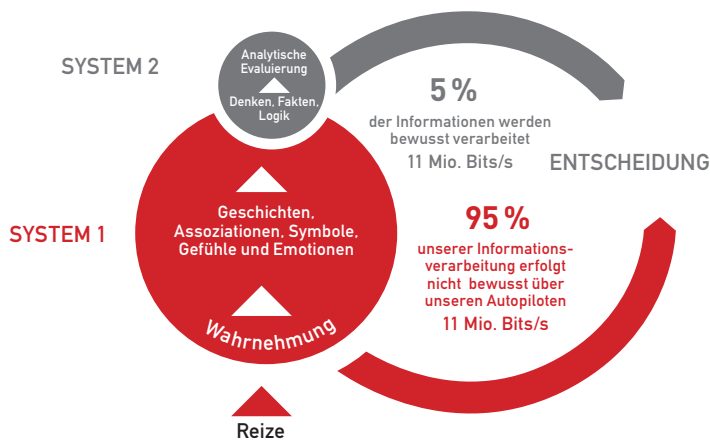 SYSTEM 2
Analytische
Evaluierung
Denken, Fakten,
Logik
5 %
der Informationen werden
bewusst verarbeitet
11 Mio. Bits/s
ENTSCHEIDUNG
SYSTEM 1
Geschichten,
Assoziationen, Symbole,
Gefühle und Emotionen
95 %
unserer Informations-
verarbeitung erfolgt
nicht bewusst über
unseren Autopiloten
11 Mio. Bits/s
Wahrnehmung
Reize